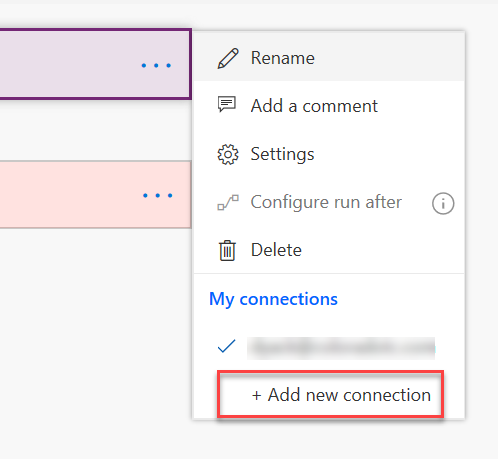 Rename
Add a comment
Settings
Configure run after
Delete
My connections
+ Add new connection